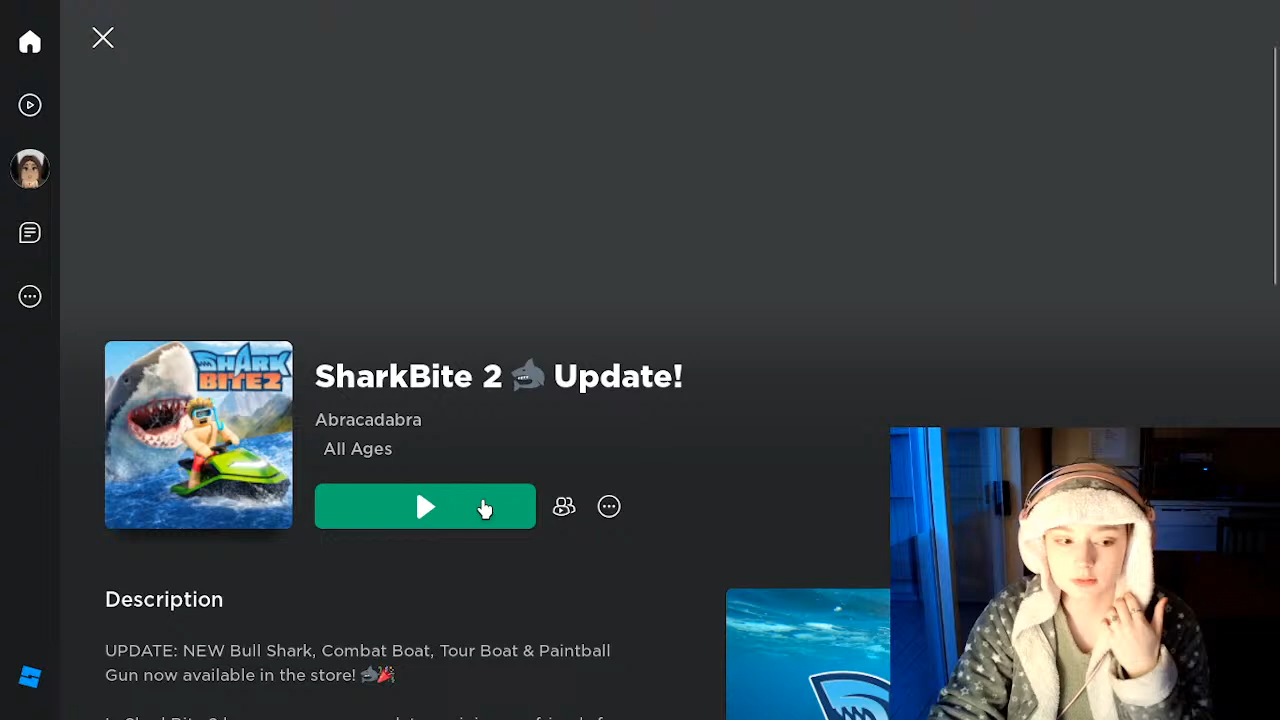 SHARK
BITE2
SharkBite 2 🦈 Update!
Abracadabra
All Ages
Description
UPDATE: NEW Bull Shark, Combat Boat, Tour Boat & Paintball
Gun now available in the store! 🦈🎉